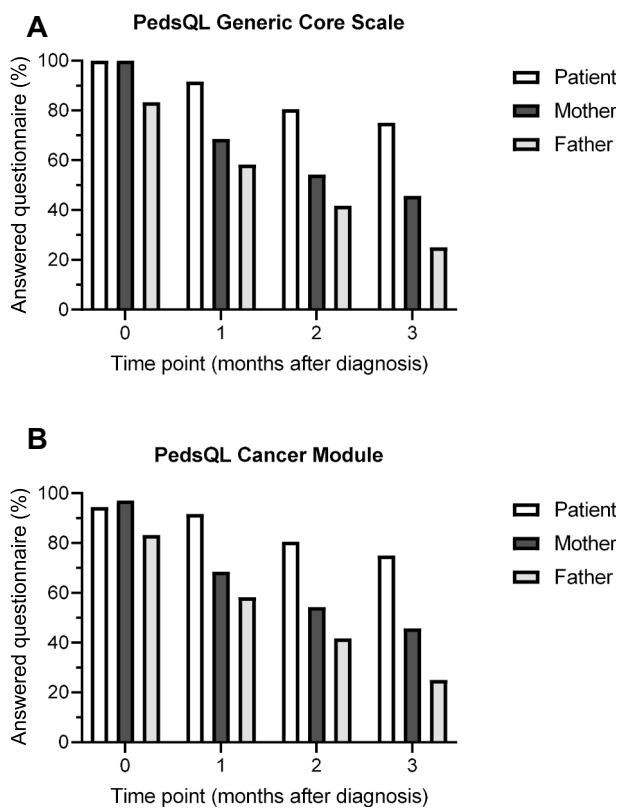 A
PedsQL Generic Core Scale
Answered questionnaire (%)
100
80
60
40
20
0
0 1 2 3
Time point (months after diagnosis)
Patient
Mother
Father
B
PedsQL Cancer Module
Answered questionnaire (%)
100
80
60
40
20
0
0 1 2 3
Time point (months after diagnosis)
Patient
Mother
Father